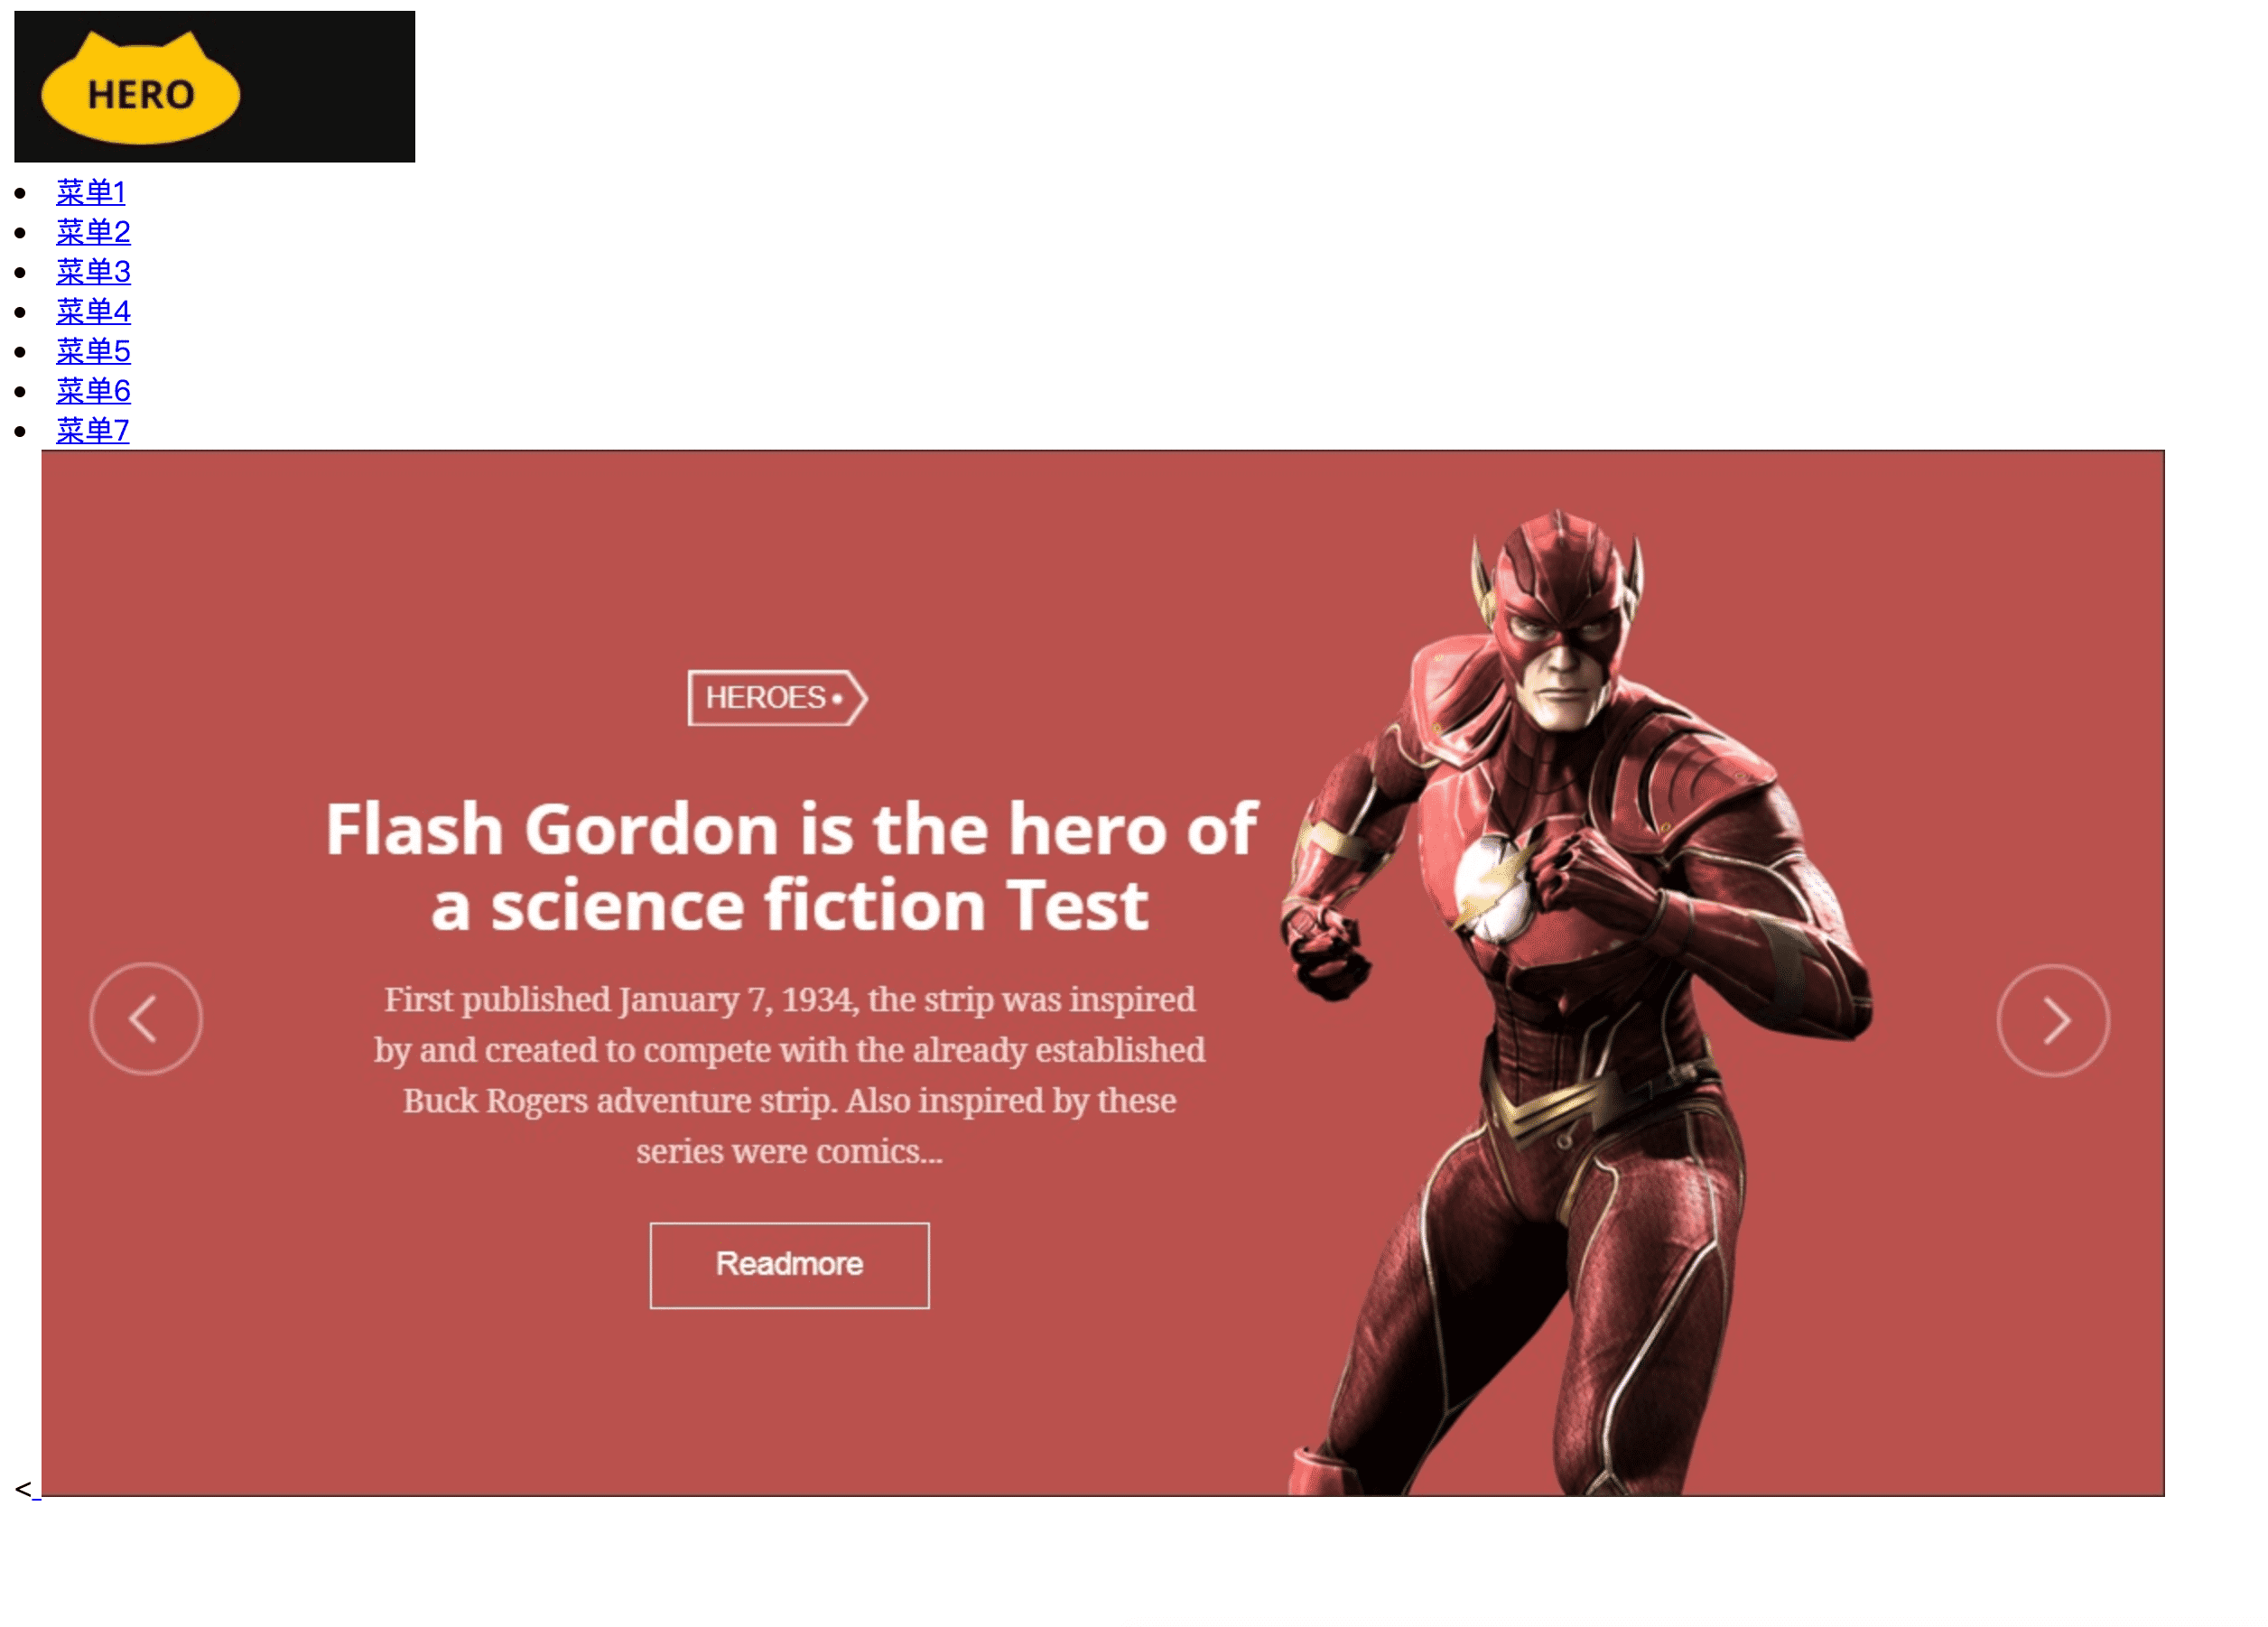 HERO
菜单1
菜单2
菜单3
菜单4
菜单5
菜单6
菜单7
HEROES
Flash Gordon is the hero of
a science fiction Test
First published January 7, 1934, the strip was inspired
by and created to compete with the already established
Buck Rogers adventure strip. Also inspired by these
series were comics...
Readmore
<